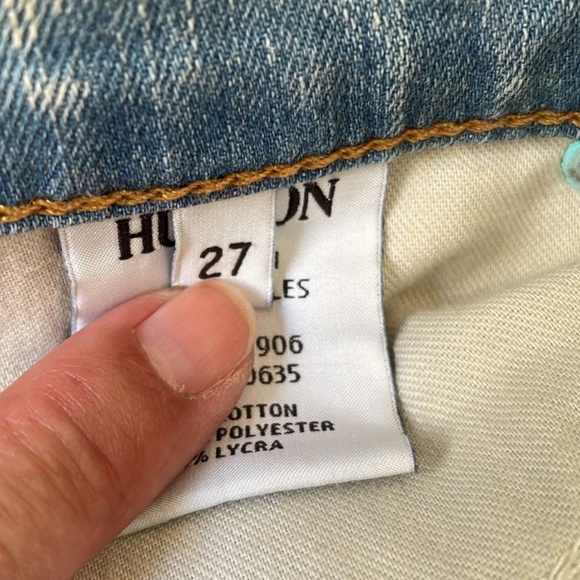 HU ON
27
LES
906
0635
OTTON
POLYESTER
% LYCRA